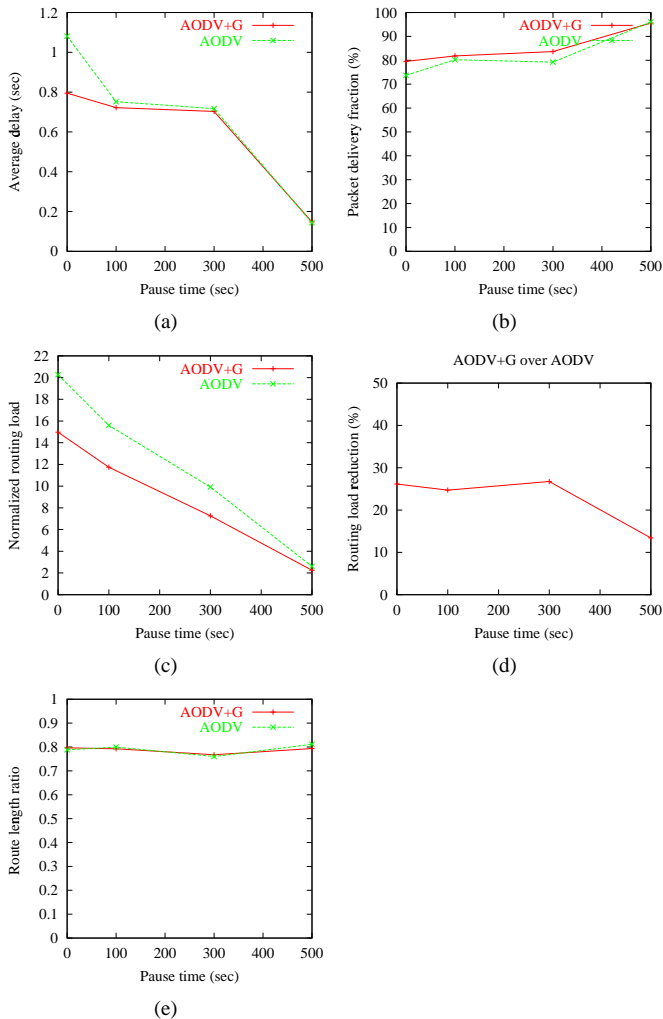 1.2
1
0.8
0.6
0.4
0.2
0
Average delay (sec)
AODV+G
AODV
0 100 200 300 400 500
Pause time (sec)
(a)
100
90
80
70
60
50
40
30
20
10
0
Packet delivery fraction (%)
AODV+G
AODV
0 100 200 300 400 500
Pause time (sec)
(b)
22
20
18
16
14
12
10
8
6
4
2
0
Normalized routing load
AODV+G
AODV
0 100 200 300 400 500
Pause time (sec)
(c)
AODV+G over AODV
50
40
30
20
10
0
Routing load reduction (%)
0 100 200 300 400 500
Pause time (sec)
(d)
1
0.9
0.8
0.7
0.6
0.5
0.4
0.3
0.2
0.1
0
Route length ratio
AODV+G
AODV
0 100 200 300 400 500
Pause time (sec)
(e)